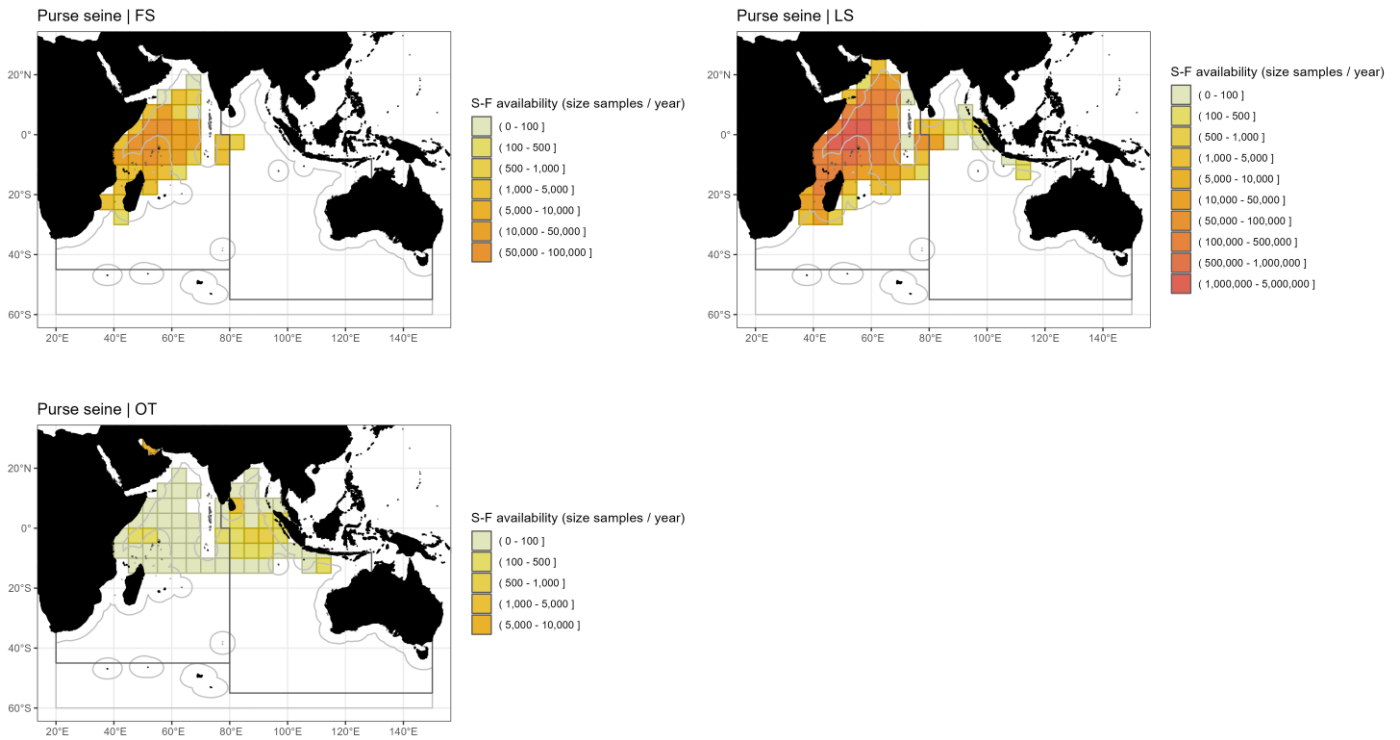 Purse seine | FS
20°N
0°
20°S
40°S
60°S
20°E 40°E 60°E 80°E 100°E 120°E 140°E
S-F availability (size samples / year)
( 0 - 100 ]
( 100 - 500 ]
( 500 - 1,000 ]
( 1,000 - 5,000 ]
( 5,000 - 10,000 ]
( 10,000 - 50,000 ]
( 50,000 - 100,000 ]
Purse seine | LS
20°N
0°
20°S
40°S
60°S
20°E 40°E 60°E 80°E 100°E 120°E 140°E
S-F availability (size samples / year)
( 0 - 100 ]
( 100 - 500 ]
( 500 - 1,000 ]
( 1,000 - 5,000 ]
( 5,000 - 10,000 ]
( 10,000 - 50,000 ]
( 50,000 - 100,000 ]
( 100,000 - 500,000 ]
( 500,000 - 1,000,000 ]
( 1,000,000 - 5,000,000 ]
Purse seine | OT
20°N
0°
20°S
40°S
60°S
20°E 40°E 60°E 80°E 100°E 120°E 140°E
S-F availability (size samples / year)
( 0 - 100 ]
( 100 - 500 ]
( 500 - 1,000 ]
( 1,000 - 5,000 ]
( 5,000 - 10,000 ]